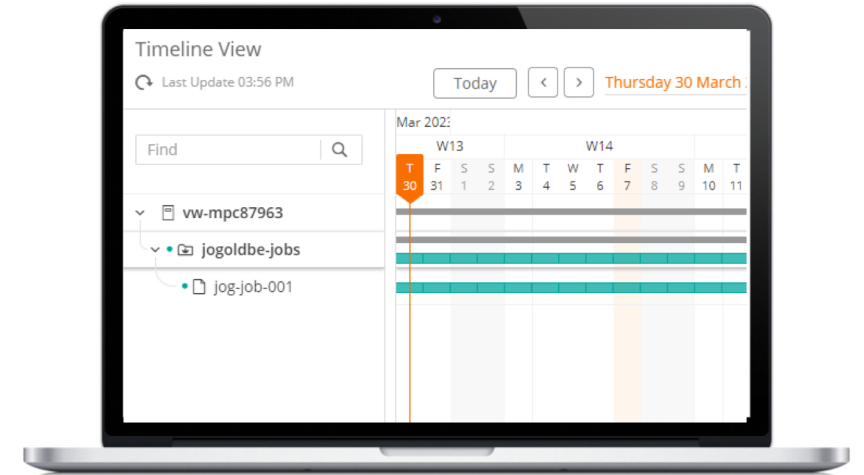 Timeline View
Last Update 03:56 PM
Today < > Thursday 30 March
Mar 2023
Find
W13 W14
T F S S M T W T F S S M T
30 31 1 2 3 4 5 6 7 8 9 10 11
vw-mpc87963
jogoldbe-jobs
jog-job-001